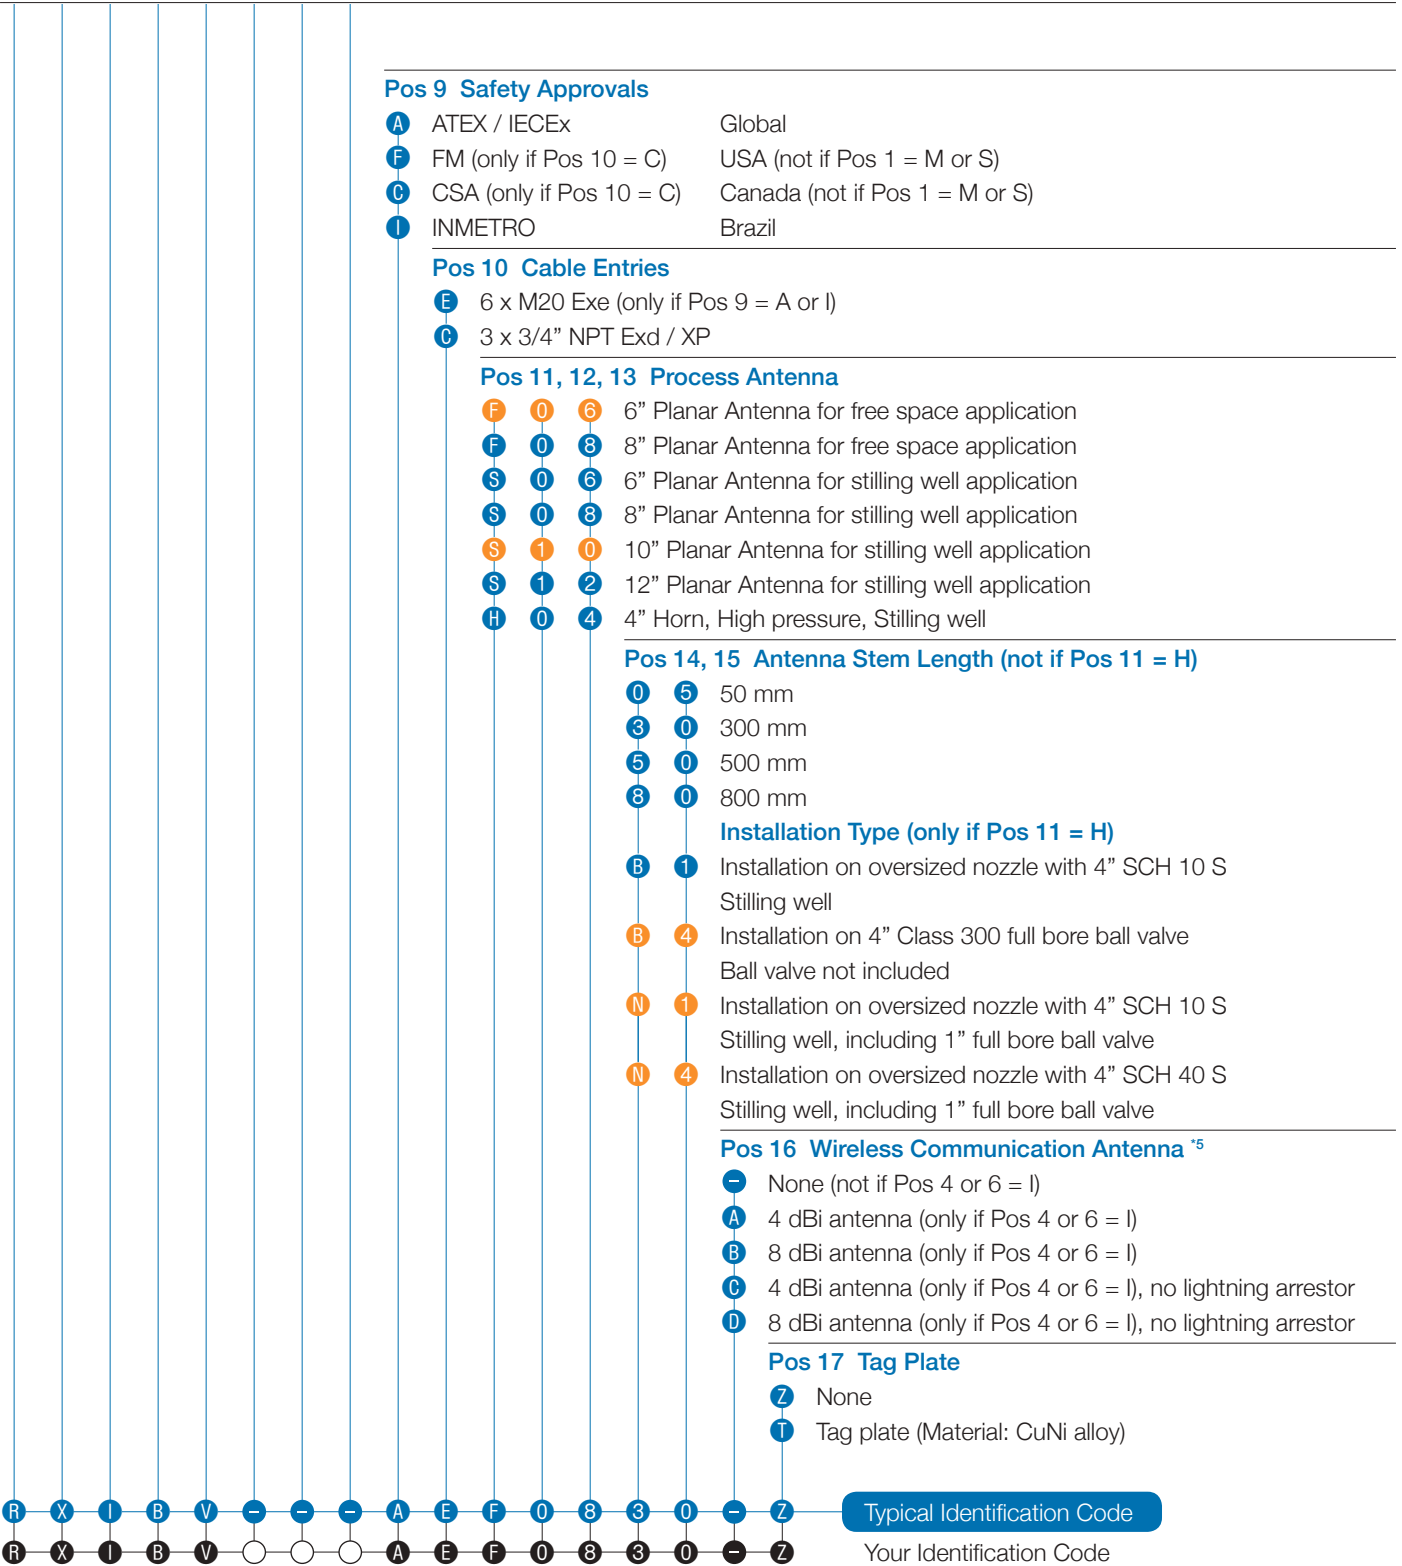 Pos 9 Safety Approvals
A ATEX / IECEx Global
F FM (only if Pos 10 = C) USA (not if Pos 1 = M or S)
C CSA (only if Pos 10 = C) Canada (not if Pos 1 = M or S)
I INMETRO Brazil
Pos 10 Cable Entries
E 6 x M20 Exe (only if Pos 9 = A or I)
C 3 x 3/4” NPT Exd / XP
Pos 11, 12, 13 Process Antenna
F 0 6 6” Planar Antenna for free space application
F 0 8 8” Planar Antenna for free space application
S 0 6 6” Planar Antenna for stilling well application
S 0 8 8” Planar Antenna for stilling well application
S 1 0 10” Planar Antenna for stilling well application
S 1 2 12” Planar Antenna for stilling well application
H 0 4 4” Horn, High pressure, Stilling well
Pos 14, 15 Antenna Stem Length (not if Pos 11 = H)
0 5 50 mm
3 0 300 mm
5 0 500 mm
8 0 800 mm
Installation Type (only if Pos 11 = H)
B 1 Installation on oversized nozzle with 4” SCH 10 S
Stilling well
B 4 Installation on 4” Class 300 full bore ball valve
Ball valve not included
N 1 Installation on oversized nozzle with 4” SCH 10 S
Stilling well, including 1” full bore ball valve
N 4 Installation on oversized nozzle with 4” SCH 40 S
Stilling well, including 1” full bore ball valve
Pos 16 Wireless Communication Antenna *5
- None (not if Pos 4 or 6 = I)
A 4 dBi antenna (only if Pos 4 or 6 = I)
B 8 dBi antenna (only if Pos 4 or 6 = I)
C 4 dBi antenna (only if Pos 4 or 6 = I), no lightning arrestor
D 8 dBi antenna (only if Pos 4 or 6 = I), no lightning arrestor
Pos 17 Tag Plate
Z None
T Tag plate (Material: CuNi alloy)
R X I B V - - - A E F 0 8 3 0 - Z Typical Identification Code
R X I B V A E F 0 8 3 0 - Z Your Identification Code